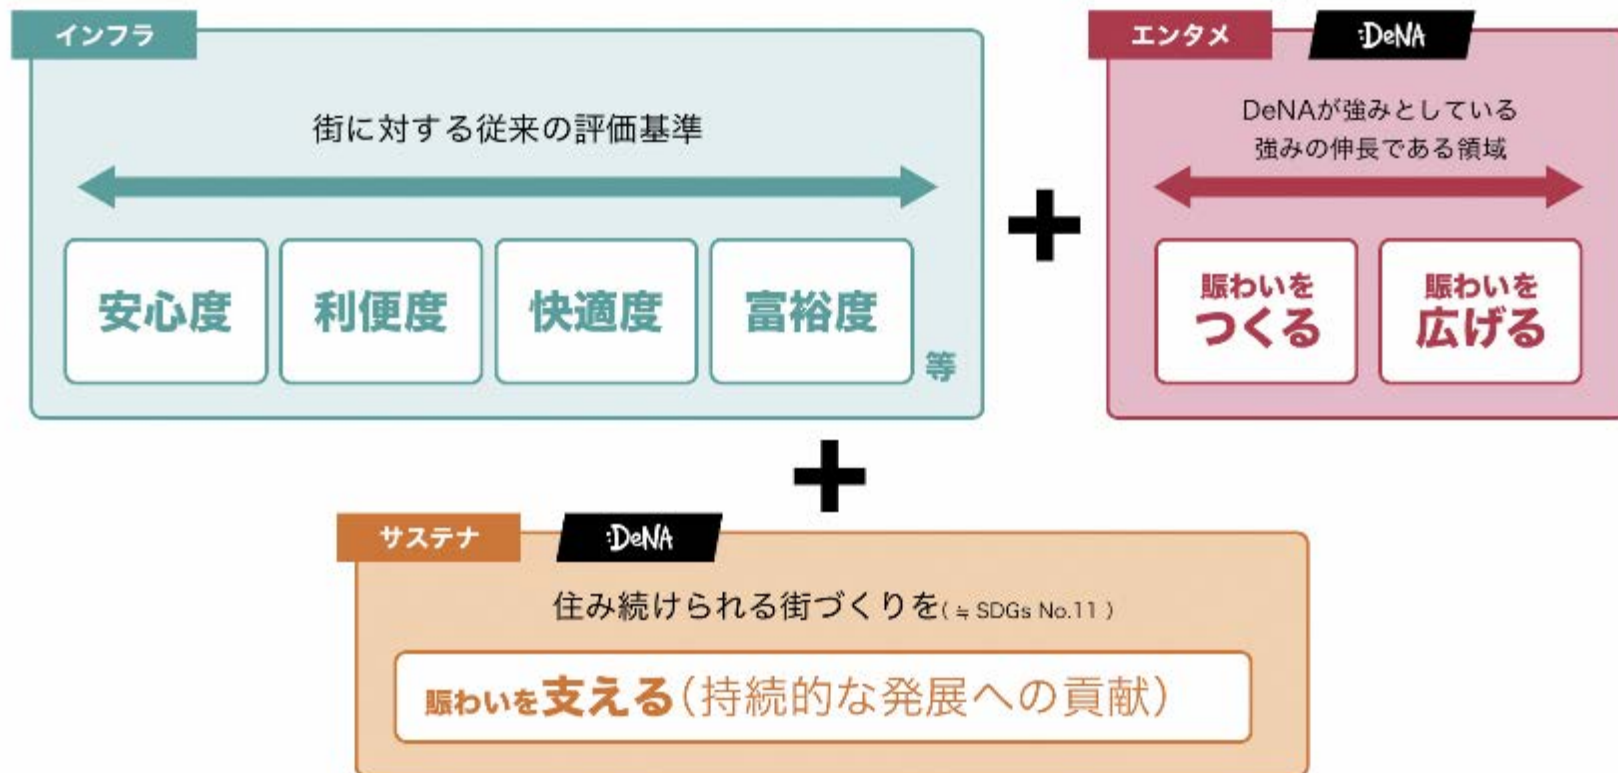 インフラ
街に対する従来の評価基準
安心度
利便度
快適度
富裕度
等
エンタメ
:DeNA
DeNAが強みとしている
強みの伸長である領域
賑わいを
つくる
賑わいを
広げる
サステナ
:DeNA
住み続けられる街づくりを(≒ SDGs No.11 )
賑わいを支える(持続的な発展への貢献)